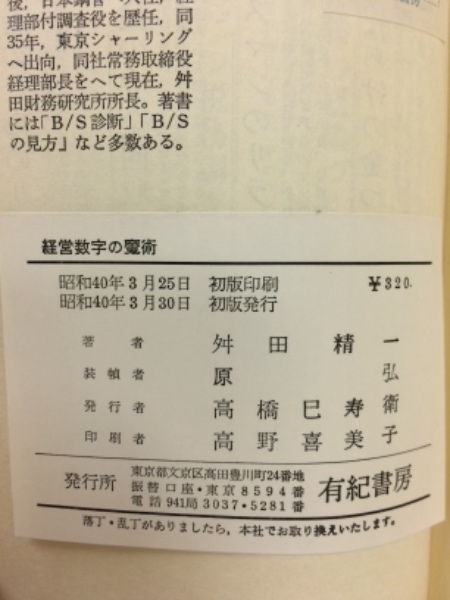 理部付調査役を歴任,同
35年,東京シャーリング
へ出向,同社常務取締役
経理部長をへて現在,舛
田財務研究所所長。著書
には「B/S診断」「B/S
の見方』など多数ある。
経営数字の魔術
昭和40年3月25日 初版印刷 ¥320.
昭和40年3月30日 初版発行
著者 舛田精一
装幀者 原弘
発行者 高橋巳寿衛
印刷者 高野喜美子
発行所 東京都文京区高田豊川町24番地
振替口座・東京8594番
電話941局3037・5281番
有紀書房
落丁・乱丁がありましたら,本社でお取り換えいたします。